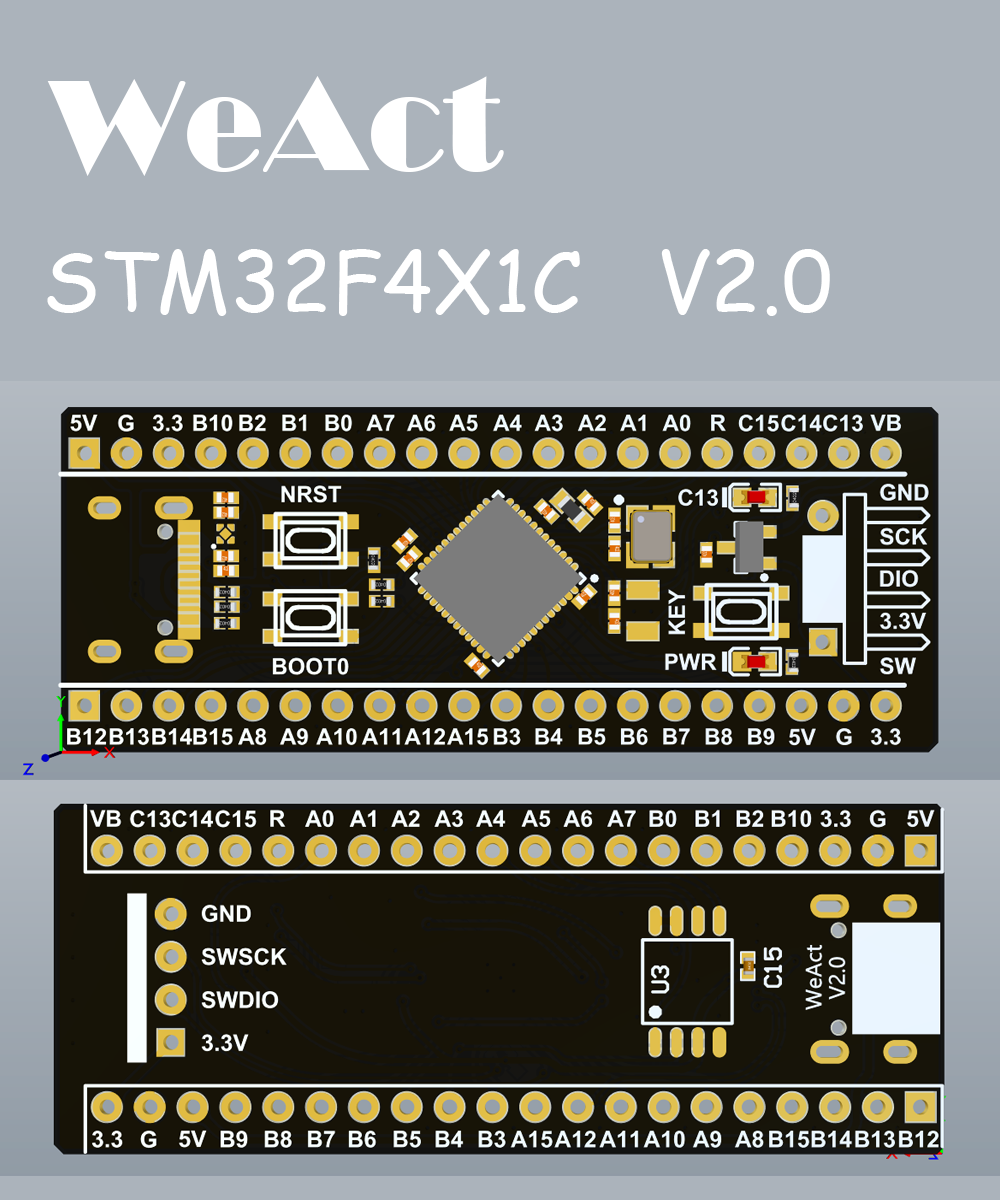 WeAct
STM32F4X1C V2.0
5V G 3.3 B10 B2 B1 B0 A7 A6 A5 A4 A3 A2 A1 A0 R C15 C14 C13 VB
NRST
C13
GND
SCK
DIO
3.3V
SW
KEY
BOOT0
PWR
B12 B13 B14 B15 A8 A9 A10 A11 A12 A15 B3 B4 B5 B6 B7 B8 B9 5V G 3.3
Y
X
Z
VB C13 C14 C15 R A0 A1 A2 A3 A4 A5 A6 A7 B0 B1 B2 B10 3.3 G 5V
GND
SWSCK
SWDIO
3.3V
U3
C15
WeAct
V2.0
3.3 G 5V B9 B8 B7 B6 B5 B4 B3 A15 A12 A11 A10 A9 A8 B15 B14 B13 B12
X